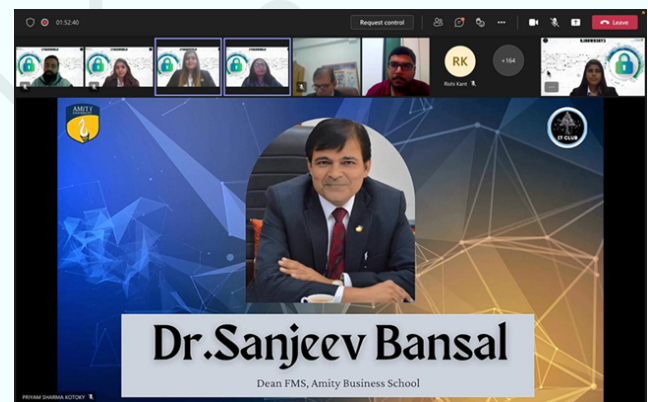 01:52:40
Request control
Leave
RK
Rishi Kant
+164
AMITY
IT CLUB
Dr.Sanjeev Bansal
Dean FMS, Amity Business School
PRIYAM SHARMA KOTOKY